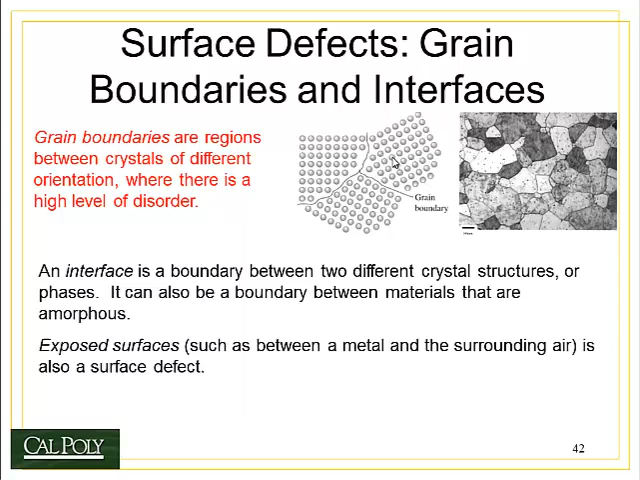 Surface Defects: Grain
Boundaries and Interfaces
Grain boundaries are regions
between crystals of different
orientation, where there is a
high level of disorder.
Grain
boundary
An interface is a boundary between two different crystal structures, or
phases. It can also be a boundary between materials that are
amorphous.
Exposed surfaces (such as between a metal and the surrounding air) is
also a surface defect.
CAL POLY
42